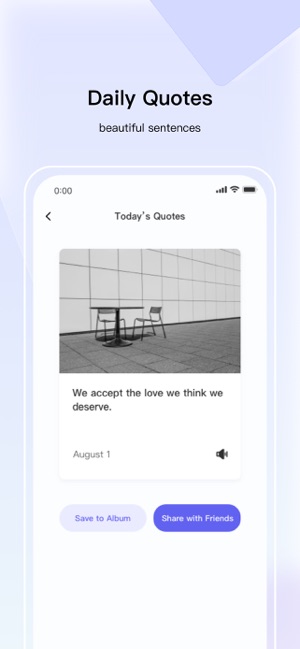 Daily Quotes
beautiful sentences
0:00
Today's Quotes
We accept the love we think we
deserve.
August 1
Save to Album
Share with Friends